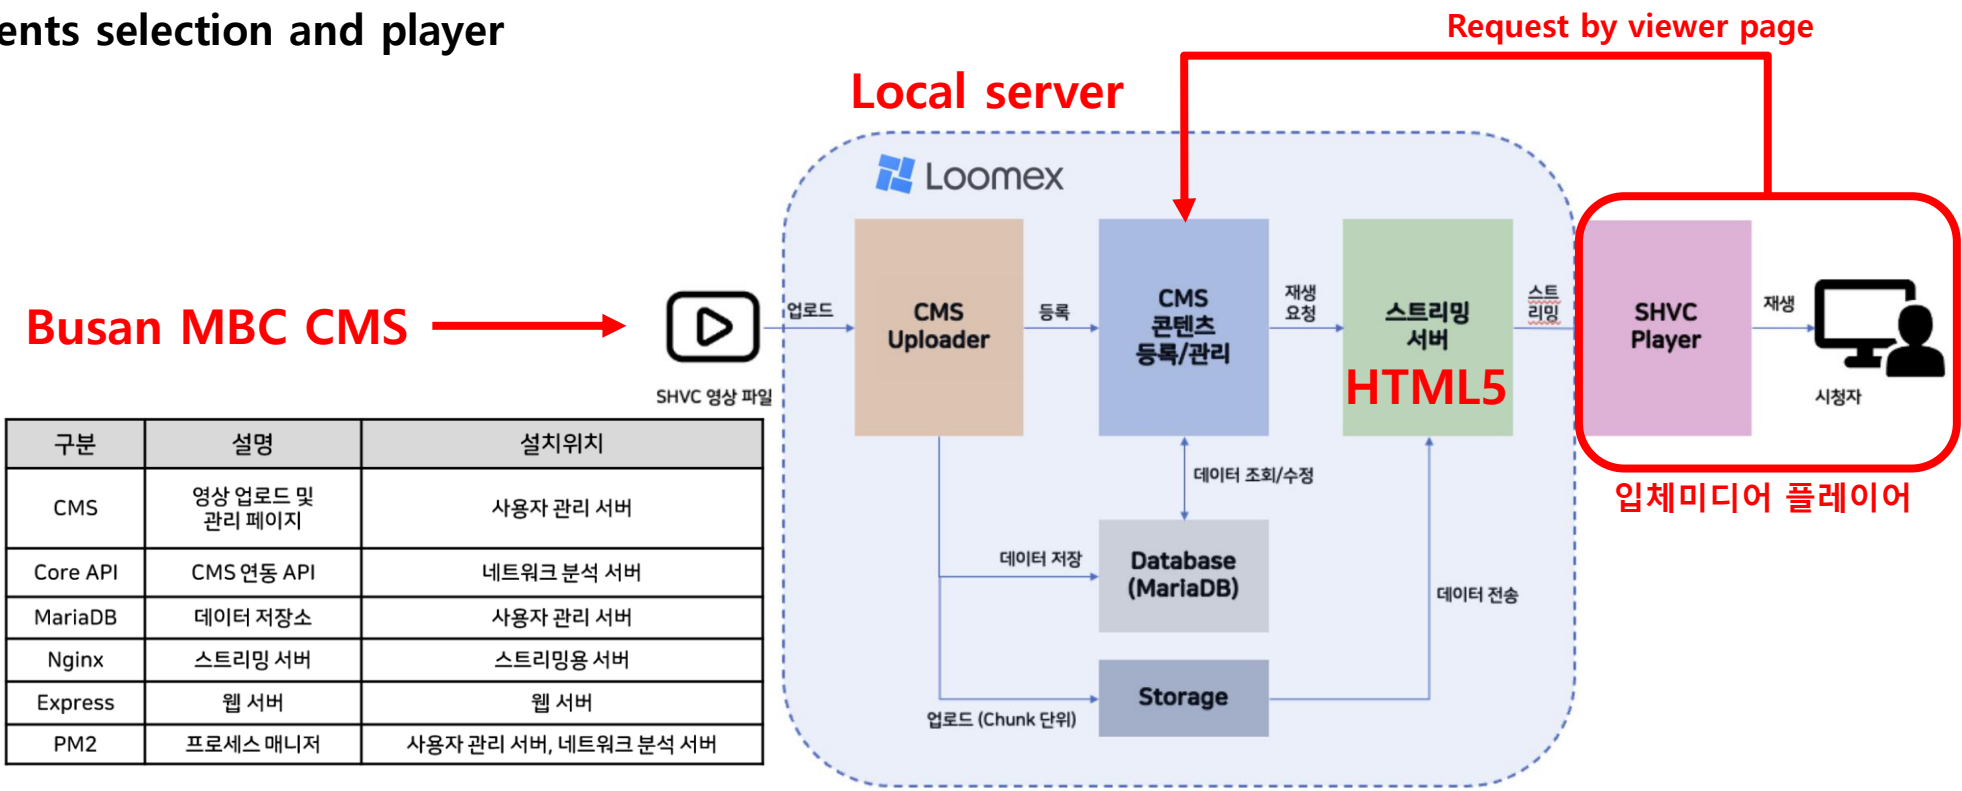 ents selection and player
Request by viewer page
Local server
Loomex
Busan MBC CMS
SHVC 영상 파일
업로드
CMS
Uploader
등록
CMS
콘텐츠
등록/관리
재생
요청
스트리밍
서버
HTML5
스트
리밍
SHVC
Player
재생
시청자
입체미디어 플레이어
데이터 조회/수정
데이터 저장
Database
(MariaDB)
데이터 전송
Storage
업로드 (Chunk 단위)
구분 설명 설치위치
CMS 영상 업로드 및 사용자 관리 서버
관리 페이지
Core API CMS 연동 API 네트워크 분석 서버
MariaDB 데이터 저장소 사용자 관리 서버
Nginx 스트리밍 서버 스트리밍용 서버
Express 웹 서버 웹 서버
PM2 프로세스 매니저 사용자 관리 서버, 네트워크 분석 서버